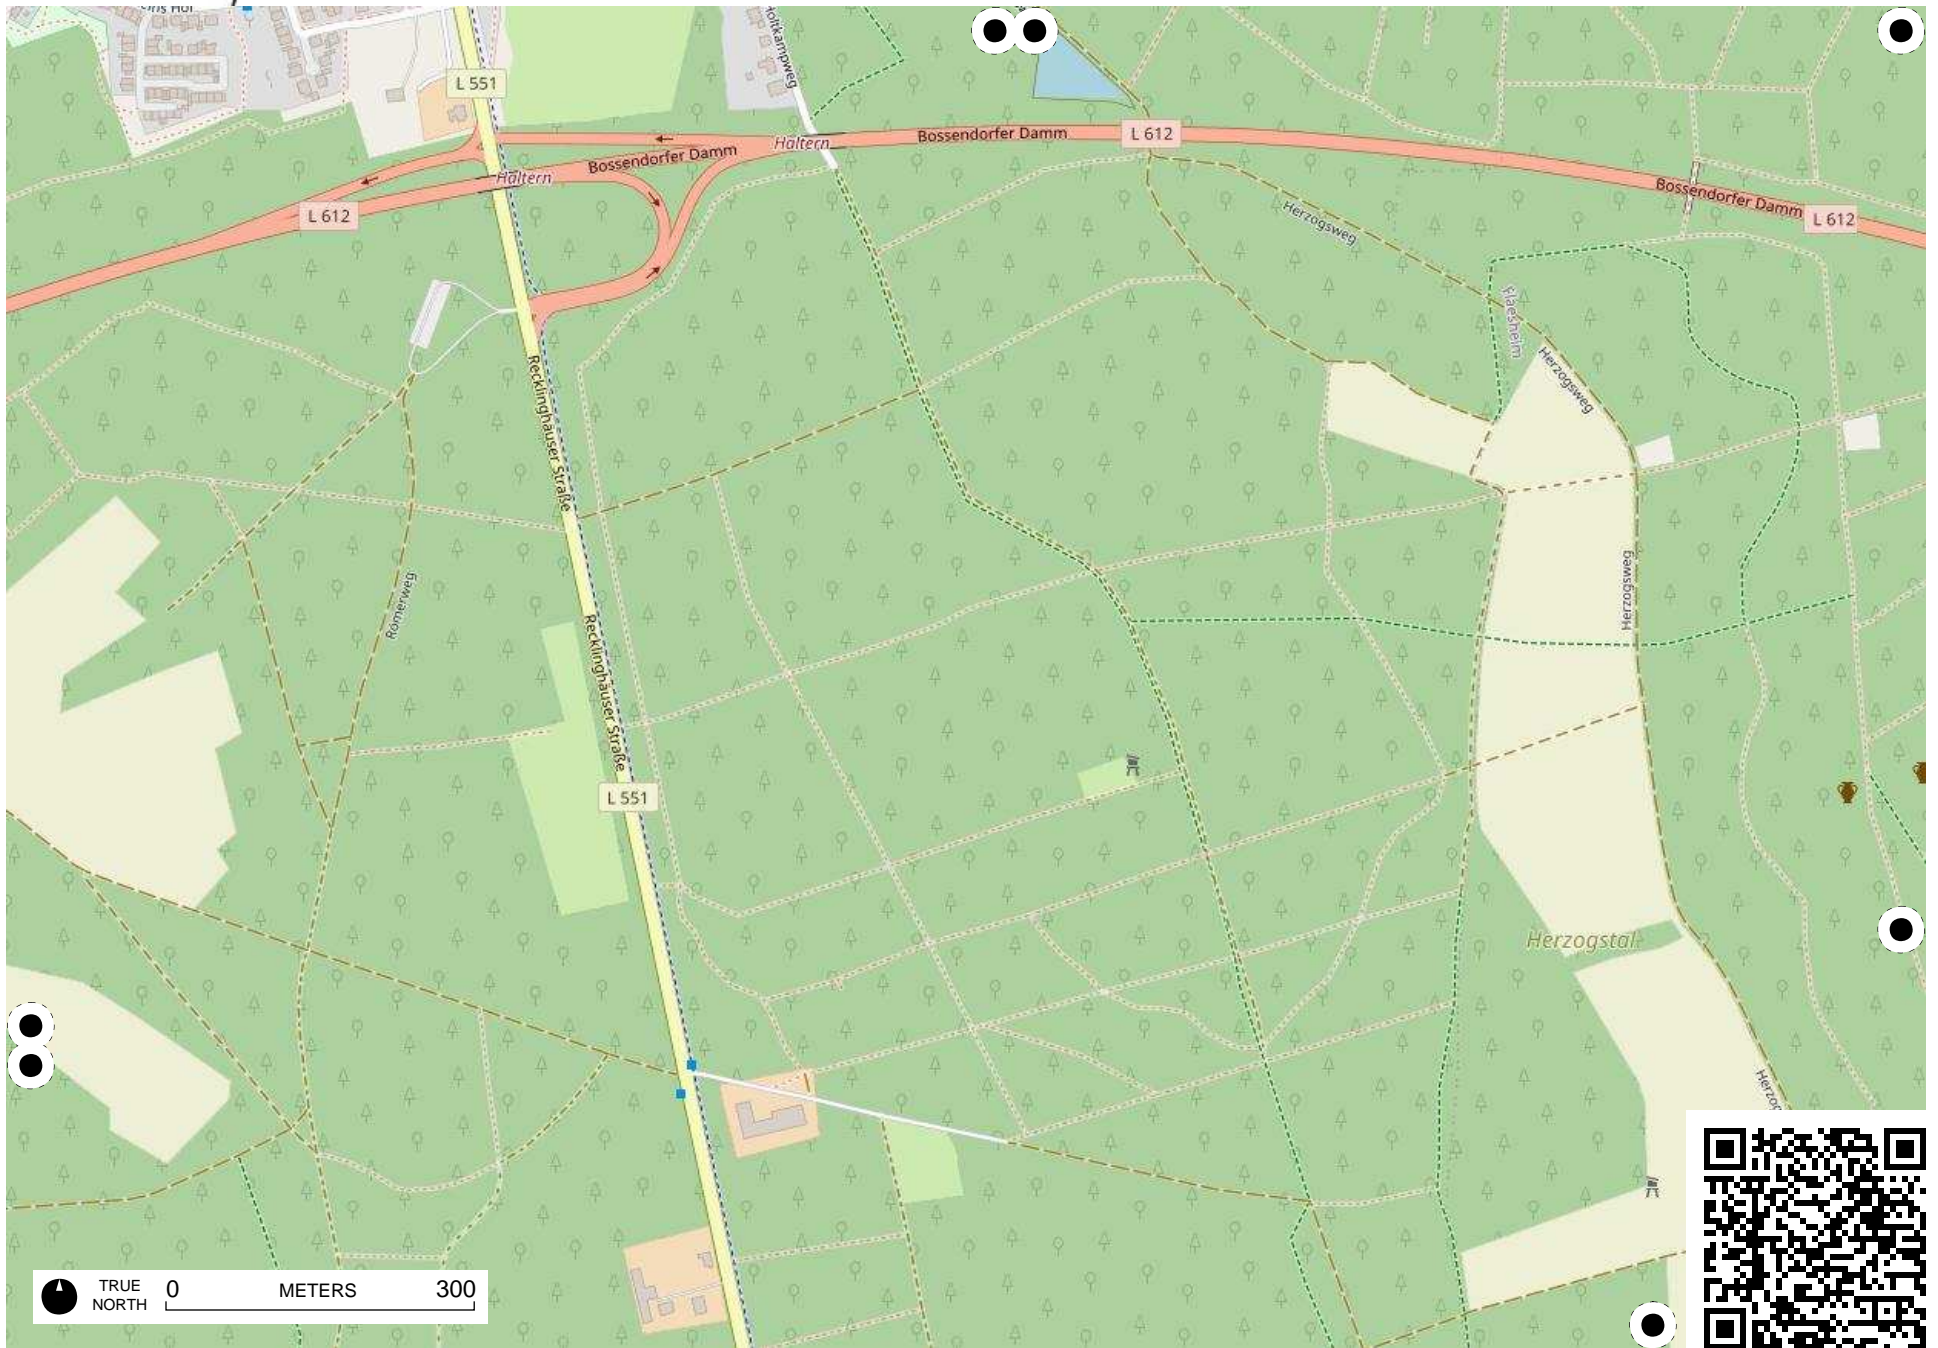 L 551
Holtkampweg
Haltern
Bossendorfer Damm
L 612
Bossendorfer Damm
Haltern
L 612
Bossendorfer Damm
L 612
Herzogsweg
Flaesheim
Herzogsweg
Recklinghäuser Straße
Herzogsweg
Römerweg
Recklinghäuser Straße
L 551
Herzogstal
Herzog
TRUE
NORTH
0 METERS 300